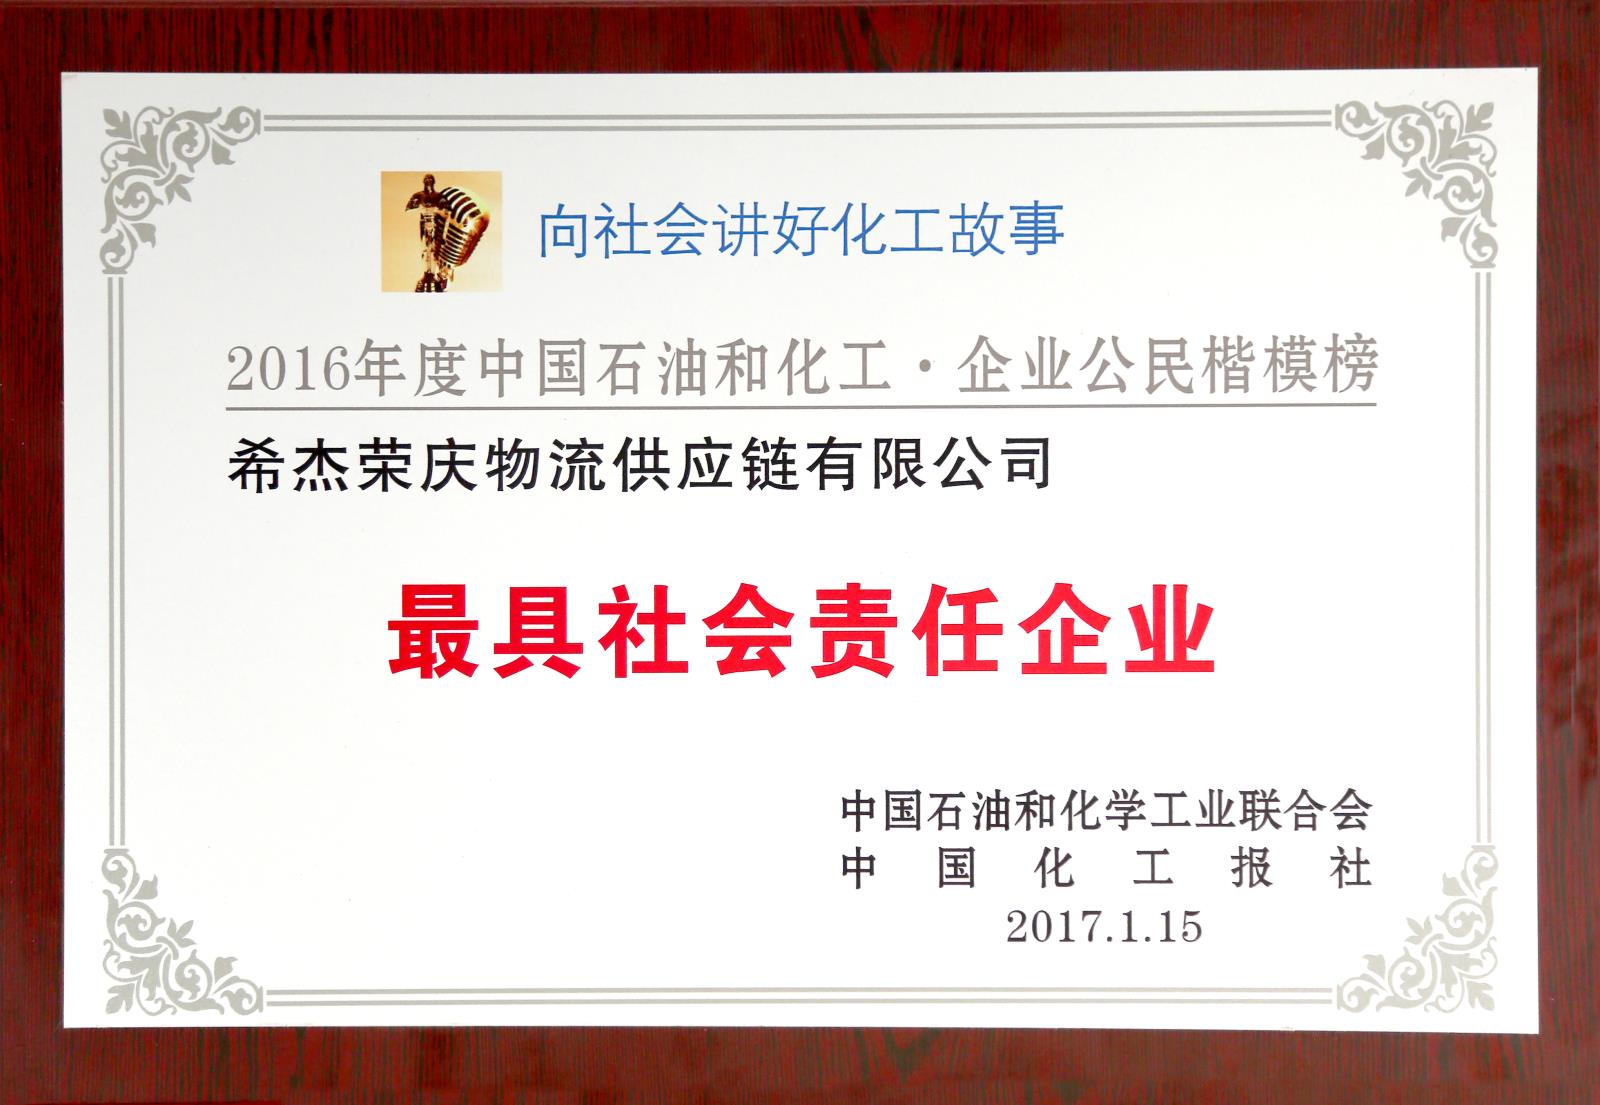 向社会讲好化工故事
2016年度中国石油和化工·企业公民楷模榜
希杰荣庆物流供应链有限公司
最具社会责任企业
中国石油和化学工业联合会
中国化工报社
2017.1.15